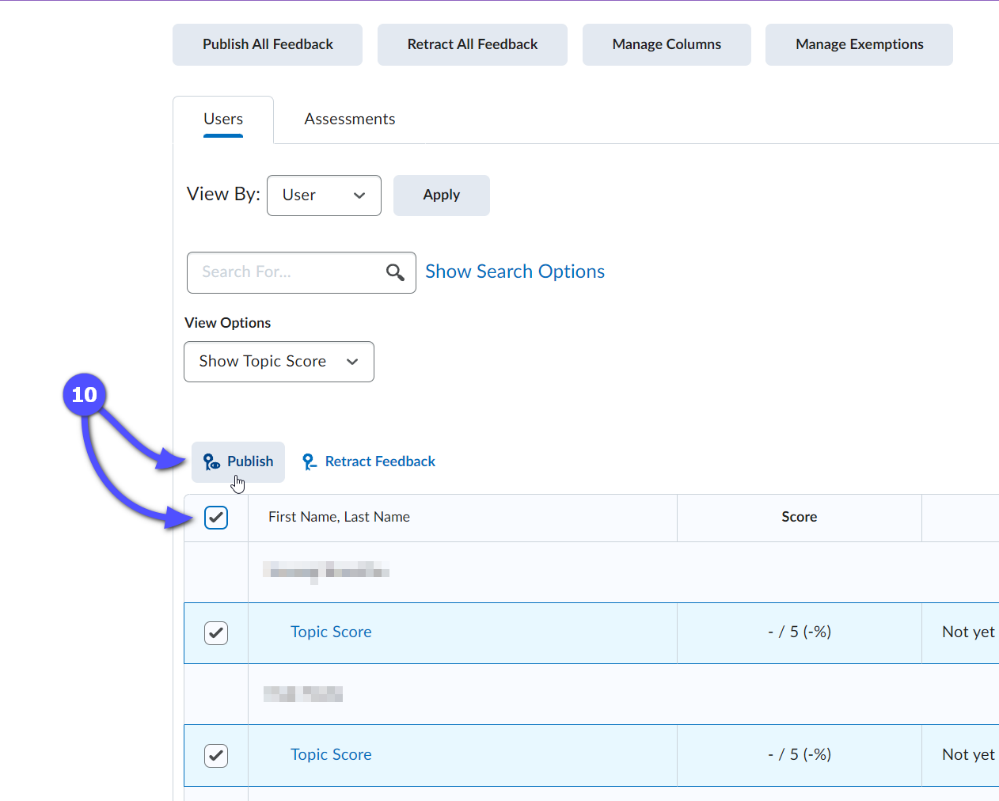 Publish All Feedback Retract All Feedback Manage Columns Manage Exemptions
Users Assessments
View By: User Apply
Search For... Show Search Options
View Options
Show Topic Score
10
Publish Retract Feedback
First Name, Last Name Score
Topic Score - / 5 (-%) Not yet
Topic Score - / 5 (-%) Not yet